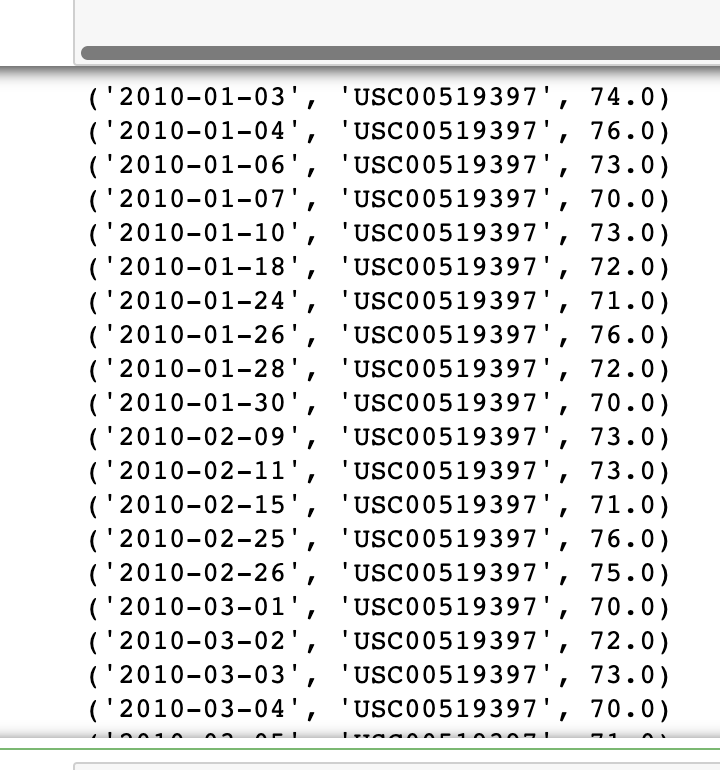 ('2010-01-03', 'USC00519397', 74.0)
('2010-01-04', 'USC00519397', 76.0)
('2010-01-06', 'USC00519397', 73.0)
('2010-01-07', 'USC00519397', 70.0)
('2010-01-10', 'USC00519397', 73.0)
('2010-01-18', 'USC00519397', 72.0)
('2010-01-24', 'USC00519397', 71.0)
('2010-01-26', 'USC00519397', 76.0)
('2010-01-28', 'USC00519397', 72.0)
('2010-01-30', 'USC00519397', 70.0)
('2010-02-09', 'USC00519397', 73.0)
('2010-02-11', 'USC00519397', 73.0)
('2010-02-15', 'USC00519397', 71.0)
('2010-02-25', 'USC00519397', 76.0)
('2010-02-26', 'USC00519397', 75.0)
('2010-03-01', 'USC00519397', 70.0)
('2010-03-02', 'USC00519397', 72.0)
('2010-03-03', 'USC00519397', 73.0)
('2010-03-04', 'USC00519397', 70.0)